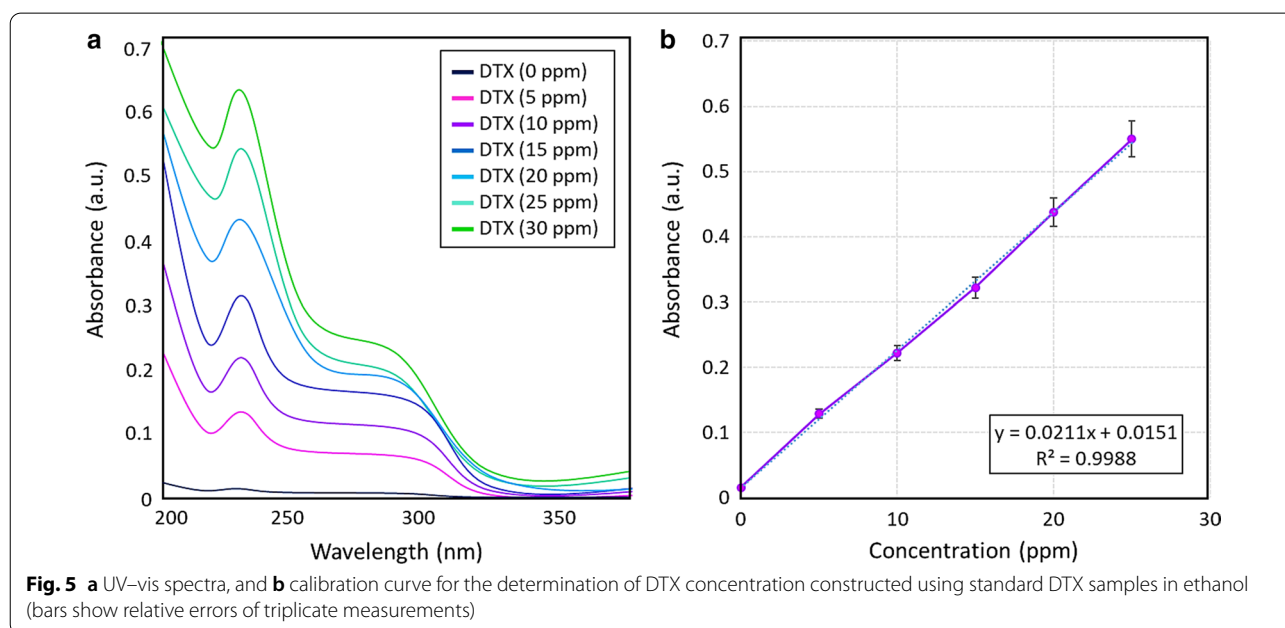 a
0.7
0.6
0.5
0.4
0.3
0.2
0.1
0
Absorbance (a.u.)
200 250 300 350
Wavelength (nm)
DTX (0 ppm)
DTX (5 ppm)
DTX (10 ppm)
DTX (15 ppm)
DTX (20 ppm)
DTX (25 ppm)
DTX (30 ppm)
b
0.7
0.6
0.5
0.4
0.3
0.2
0.1
0
Absorbance (a.u.)
0 10 20 30
Concentration (ppm)
y = 0.0211x + 0.0151
R² = 0.9988
Fig. 5 a UV–vis spectra, and b calibration curve for the determination of DTX concentration constructed using standard DTX samples in ethanol
(bars show relative errors of triplicate measurements)